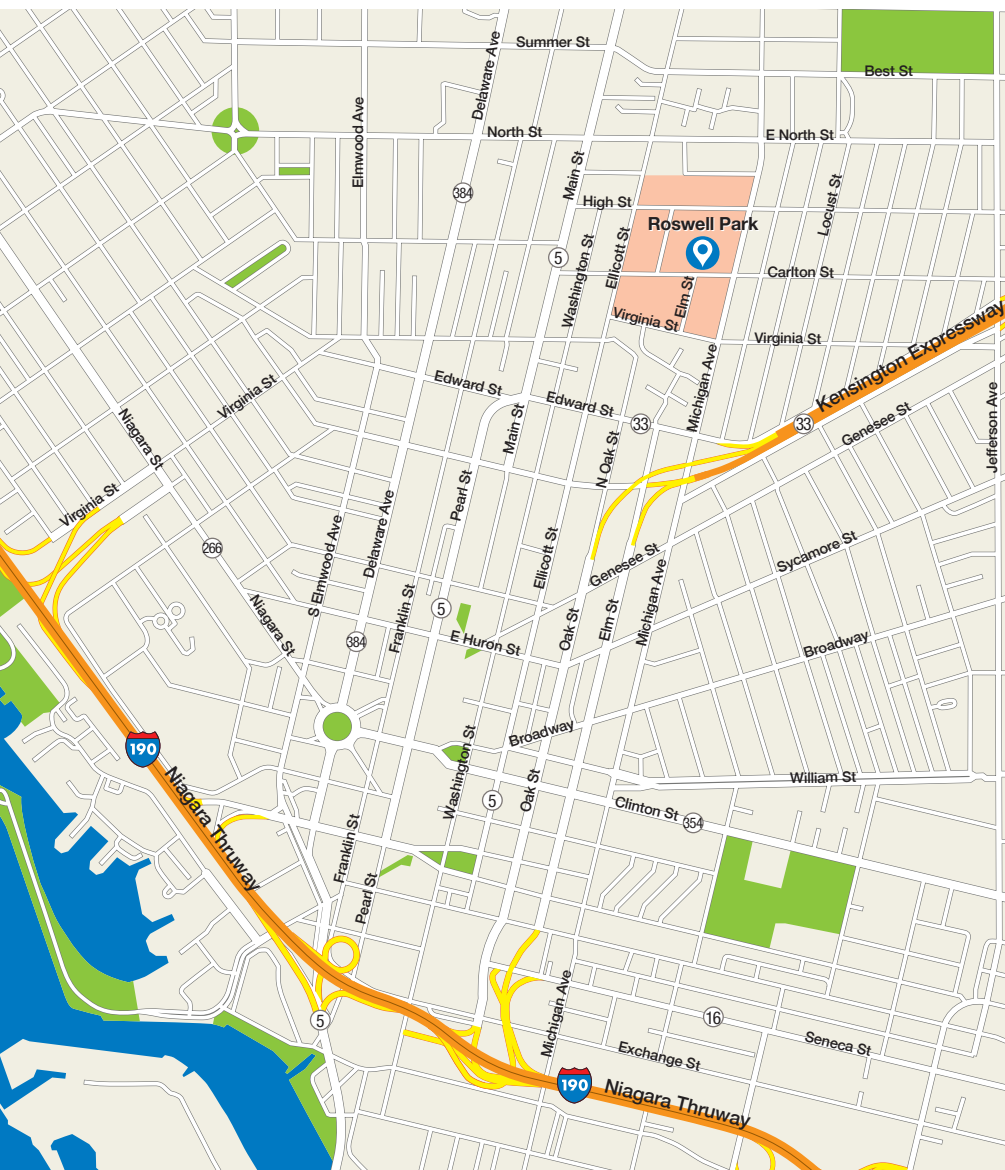 Summer St
Delaware Ave
Best St
Elmwood Ave
North St
E North St
Main St
384
High St
Locust St
Roswell Park
Washington St
Ellicott St
5
Carlton St
Elm St
Virginia St
Virginia St
Kensington Expressway
Michigan Ave
Edward St
Edward St
Virginia St
33
33
Genesee St
Jefferson Ave
Niagara St
Main St
N Oak St
Pearl St
Virginia St
Delaware Ave
S Elmwood Ave
266
Ellicott St
Sycamore St
Genesee St
Niagara St
Franklin St
5
Oak St
Elm St
Michigan Ave
384
E Huron St
Broadway
Broadway
190
Niagara Thruway
Washington St
Oak St
5
William St
Clinton St
354
Franklin St
Pearl St
Michigan Ave
5
16
Seneca St
Exchange St
190
Niagara Thruway